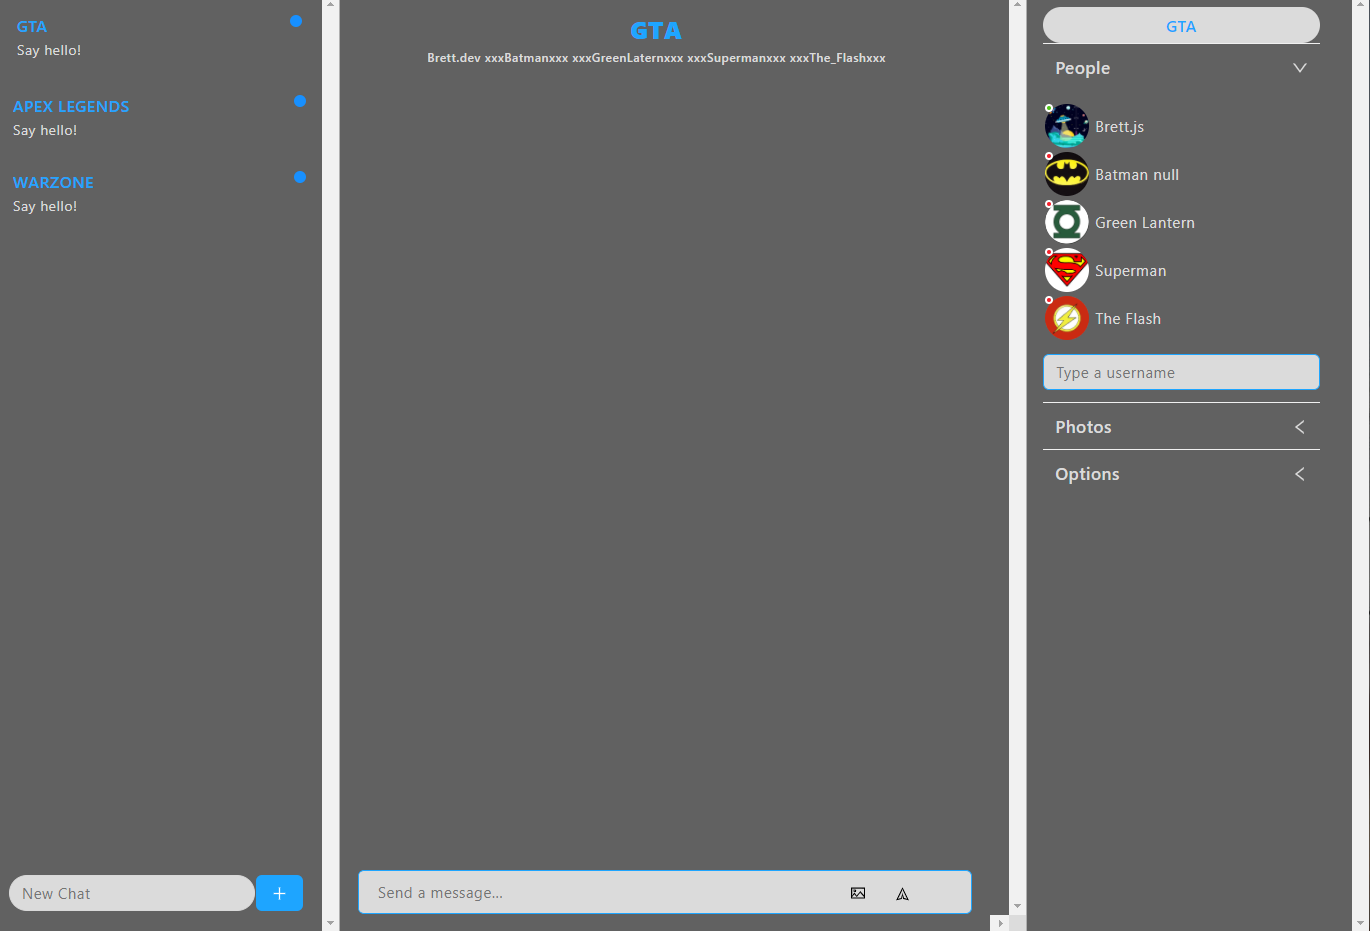 GTA
Say hello!
APEX LEGENDS
Say hello!
WARZONE
Say hello!
New Chat
GTA
Brett.dev xxxBatmanxxx xxxGreenLaternxxx xxxSupermanxxx xxxThe_Flashxxx
Send a message...
GTA
People
Brett.js
Batman null
Green Lantern
Superman
The Flash
Type a username
Photos
Options